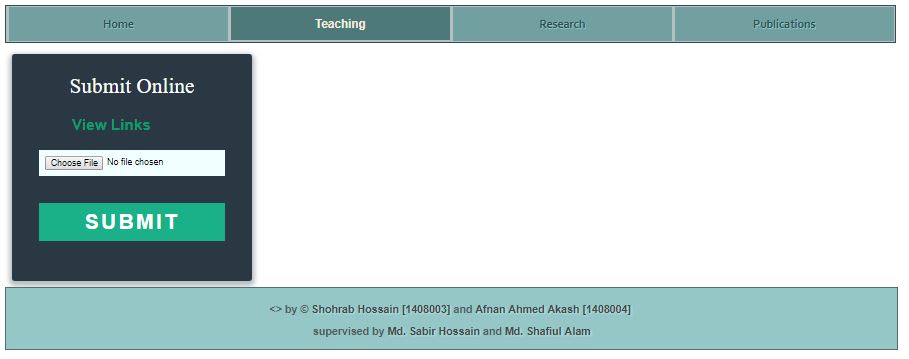 Home Teaching Research Publications
Submit Online
View Links
Choose File No file chosen
SUBMIT
<> by © Shohrab Hossain [1408003] and Afnan Ahmed Akash [1408004]
supervised by Md. Sabir Hossain and Md. Shafiul Alam